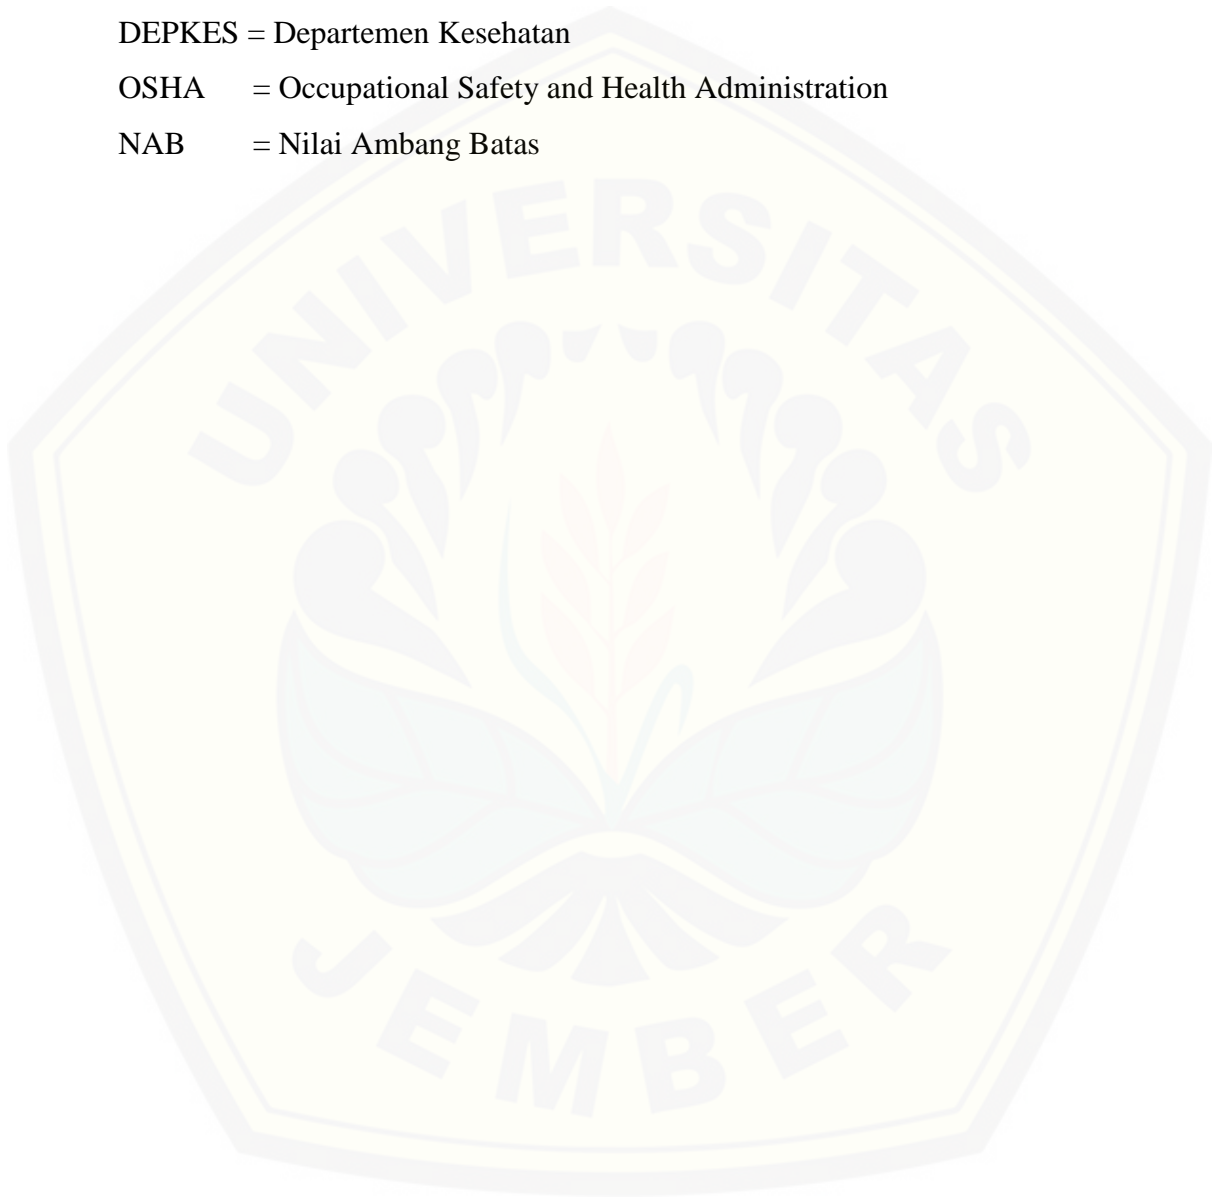 DEPKES = Departemen Kesehatan
OSHA = Occupational Safety and Health Administration
NAB = Nilai Ambang Batas
UNIVERSITAS
JEMBER